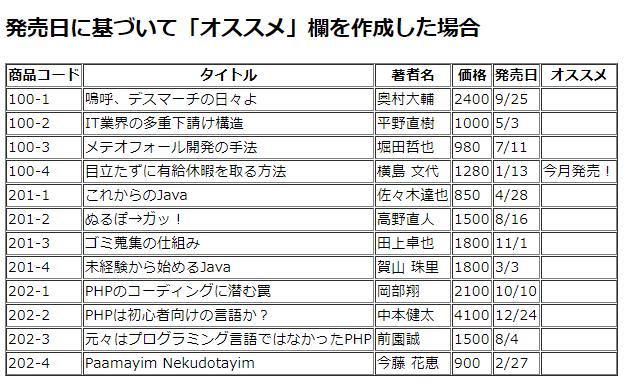 発売日に基づいて「オススメ」欄を作成した場合
商品コード タイトル 著者名 価格 発売日 オススメ
100-1 嗚呼、デスマーチの日々よ 奥村大輔 2400 9/25
100-2 IT業界の多重下請け構造 平野直樹 1000 5/3
100-3 メテオフォール開発の手法 堀田哲也 980 7/11
100-4 目立たずに有給休暇を取る方法 横島 文代 1280 1/13 今月発売！
201-1 これからのJava 佐々木達也 850 4/28
201-2 ぬるぽ→ガッ！ 高野直人 1500 8/16
201-3 ゴミ蒐集の仕組み 田上卓也 1800 11/1
201-4 未経験から始めるJava 賀山 珠里 1800 3/3
202-1 PHPのコーディングに潜む罠 岡部翔 2100 10/10
202-2 PHPは初心者向けの言語か？ 中本健太 4100 12/24
202-3 元々はプログラミング言語ではなかったPHP 前園誠 1500 8/4
202-4 Paamayim Nekudotayim 今藤 花恵 900 2/27